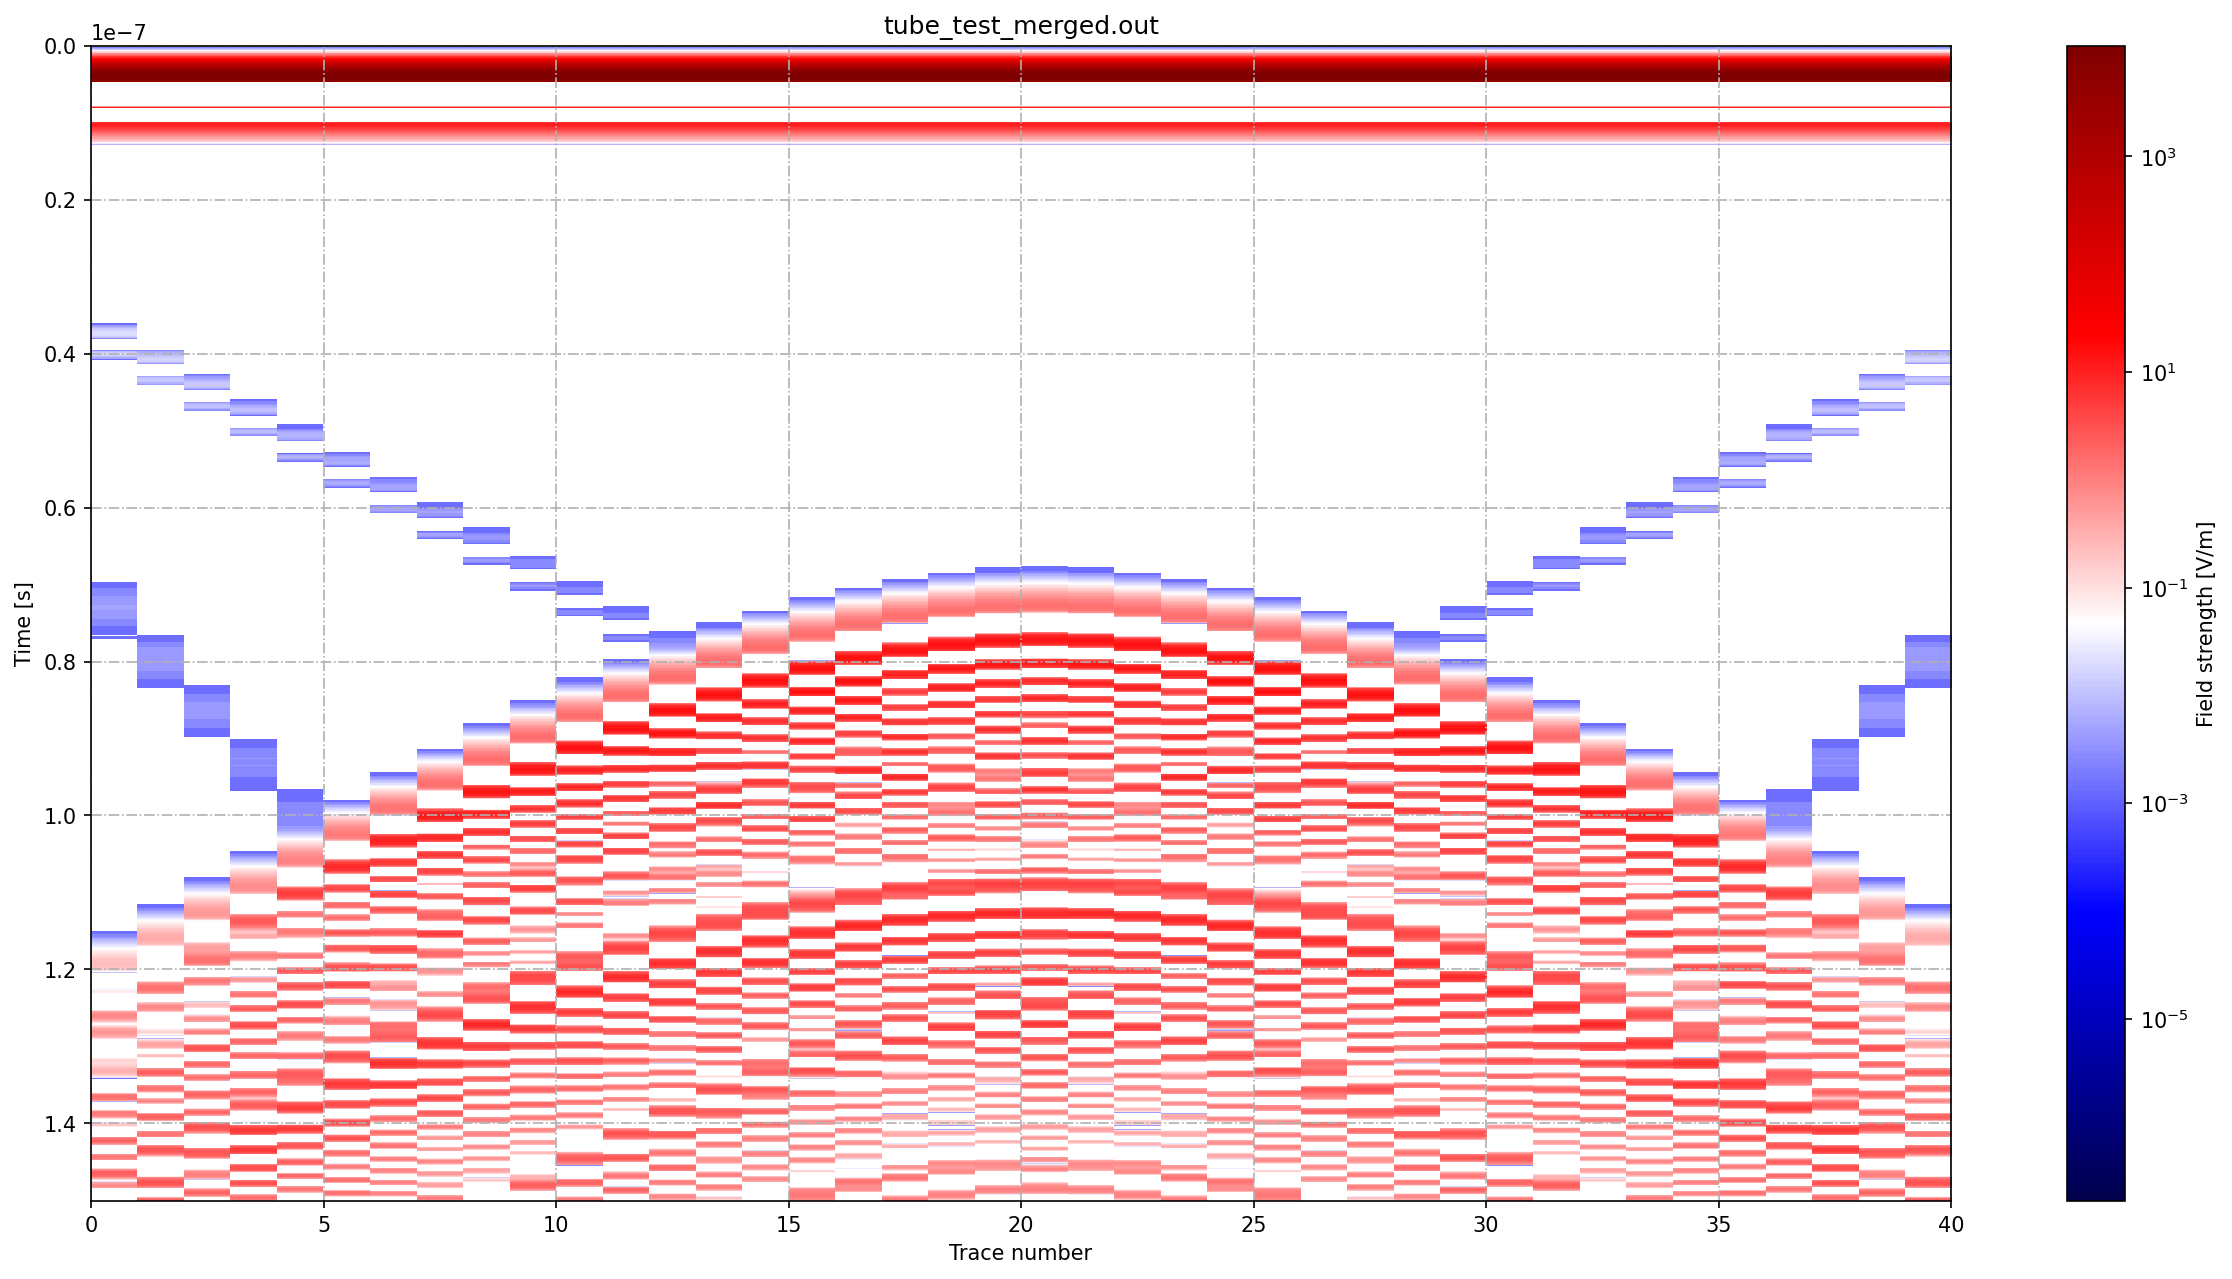 tube_test_merged.out
1e−7
0.0
0.2
0.4
0.6
0.8
1.0
1.2
1.4
Time [s]
0 5 10 15 20 25 30 35 40
Trace number
10³
10¹
10⁻¹
10⁻³
10⁻⁵
Field strength [V/m]